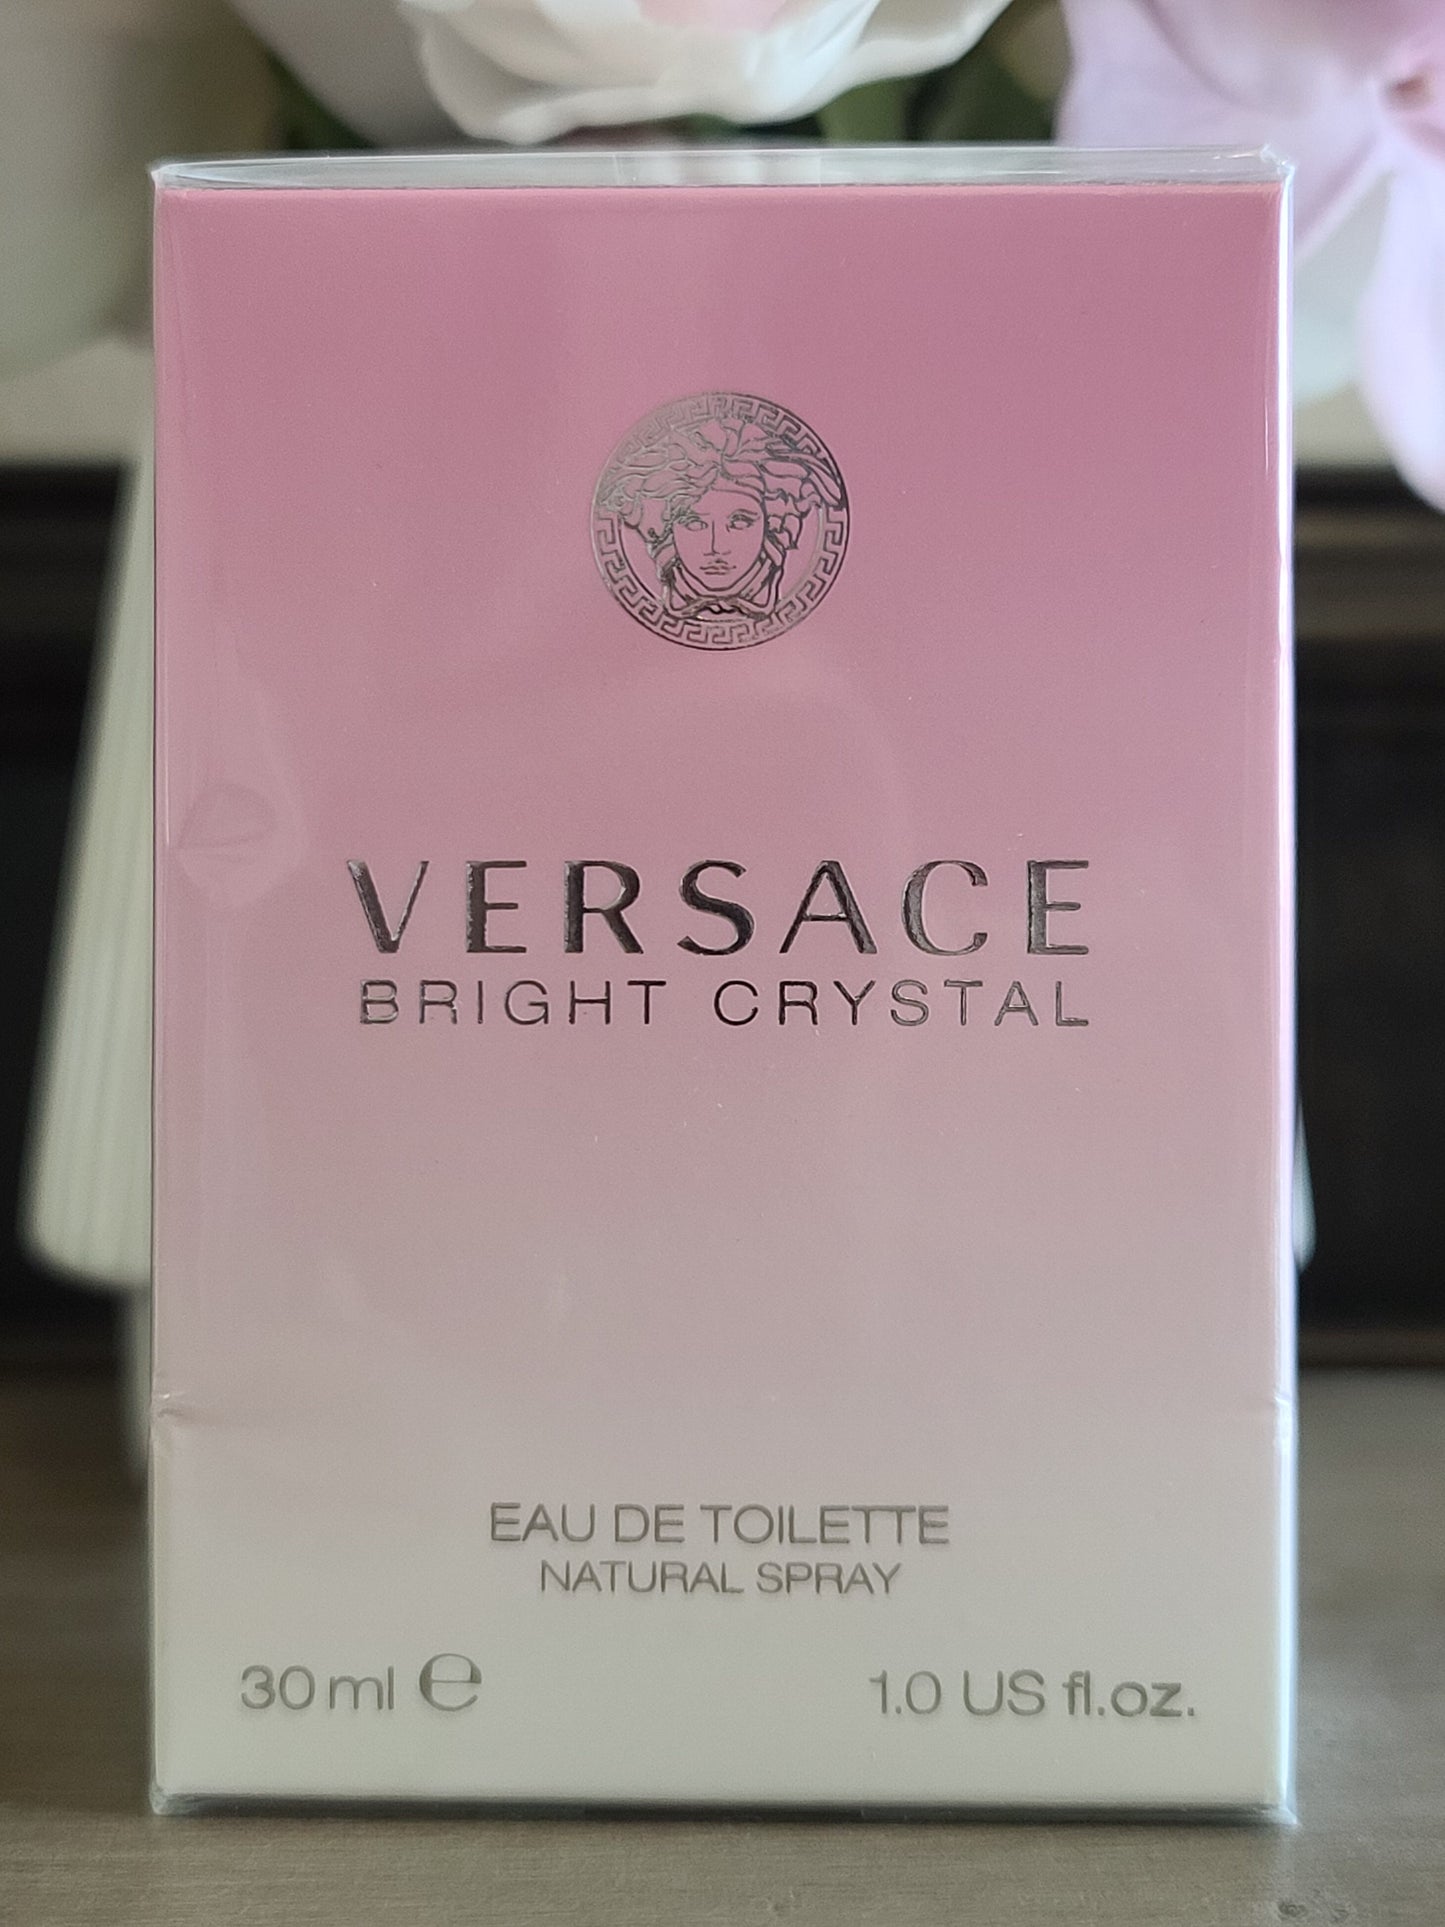 VERSACE
BRIGHT CRYSTAL
EAU DE TOILETTE
NATURAL SPRAY
30 ml ℮ 1.0 US fl.oz.